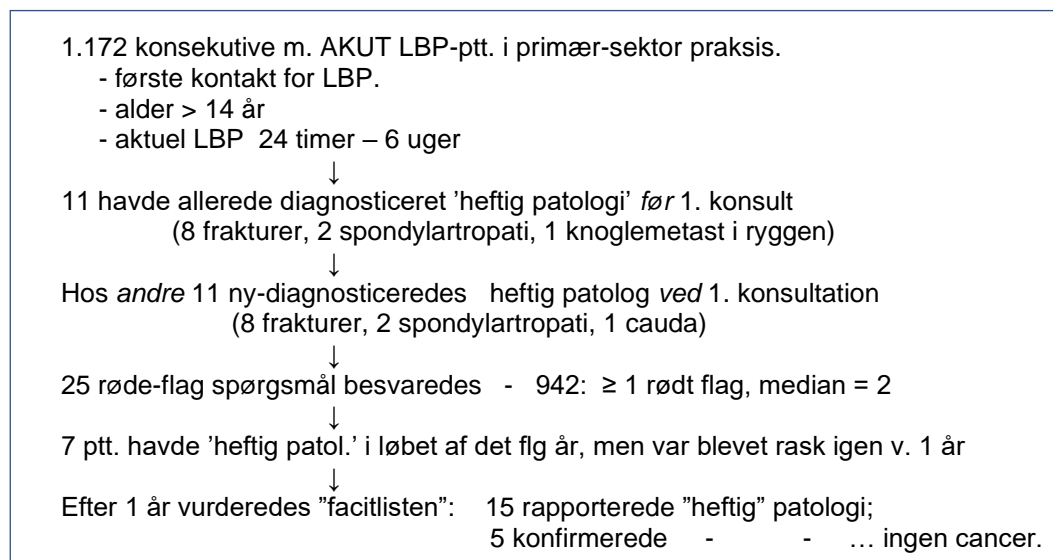 1.172 konsekutive m. AKUT LBP-ptt. i primær-sektor praksis.
- første kontakt for LBP.
- alder > 14 år
- aktuel LBP 24 timer – 6 uger
↓
11 havde allerede diagnosticeret 'heftig patologi' før 1. konsult
(8 frakturer, 2 spondylartropati, 1 knoglemetast i ryggen)
↓
Hos andre 11 ny-diagnosticeredes heftig patolog ved 1. konsultation
(8 frakturer, 2 spondylartropati, 1 cauda)
↓
25 røde-flag spørgsmål besvaredes - 942: ≥ 1 rødt flag, median = 2
↓
7 ptt. havde 'heftig patol.' i løbet af det flg år, men var blevet rask igen v. 1 år
↓
Efter 1 år vurderedes ”facitlisten”: 15 rapporterede ”heftig” patologi;
5 konfirmerede - - … ingen cancer.